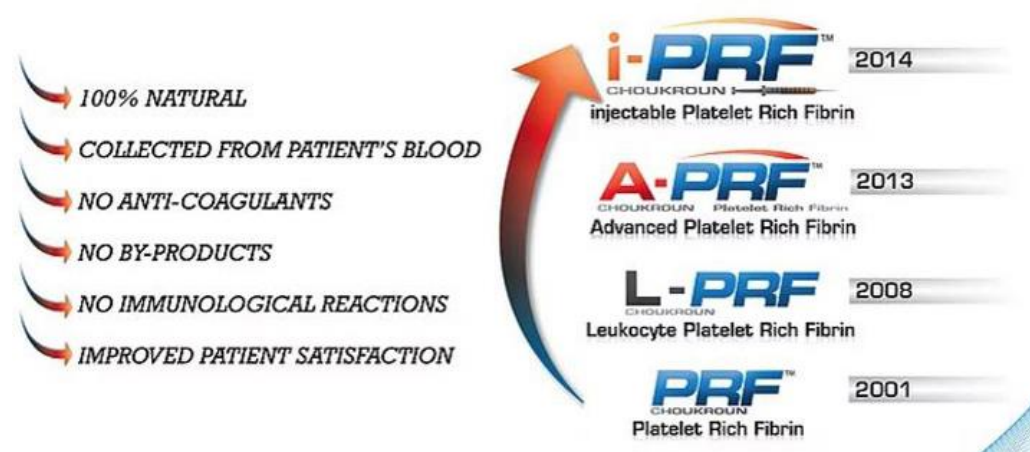 100% NATURAL
COLLECTED FROM PATIENT'S BLOOD
NO ANTI-COAGULANTS
NO BY-PRODUCTS
NO IMMUNOLOGICAL REACTIONS
IMPROVED PATIENT SATISFACTION
i-PRF™
CHOUKROUN
injectable Platelet Rich Fibrin
2014
A-PRF™
CHOUKROUN Platelet Rich Fibrin
Advanced Platelet Rich Fibrin
2013
L-PRF
CHOUKROUN
Leukocyte Platelet Rich Fibrin
2008
PRF™
CHOUKROUN
Platelet Rich Fibrin
2001